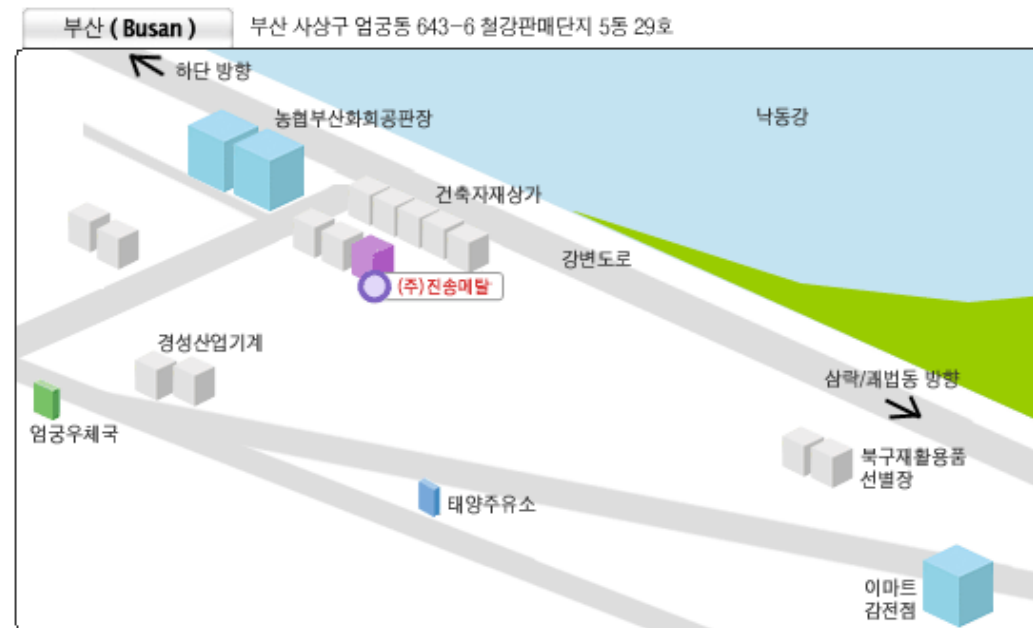 부산 ( Busan ) 부산 사상구 엄궁동 643-6 철강판매단지 5동 29호
하단 방향
농협부산화회공판장
낙동강
건축자재상가
강변도로
(주)진송메탈
경성산업기계
삼락/괘법동 방향
엄궁우체국
북구재활용품
선별장
태양주유소
이마트
감전점